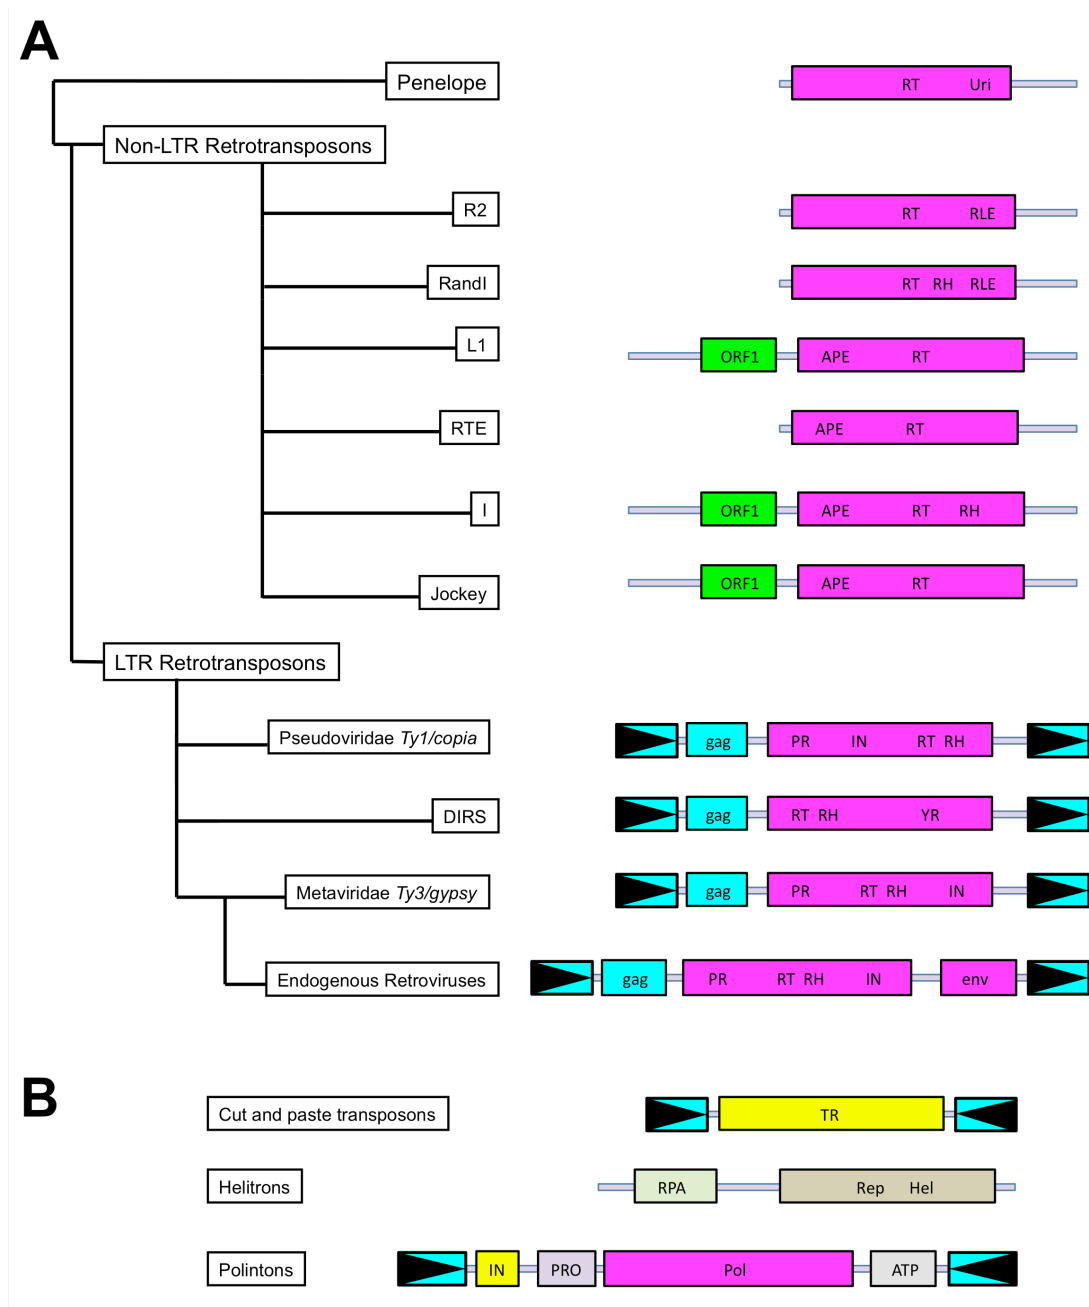 A
Penelope RT Uri
Non-LTR Retrotransposons
R2 RT RLE
RandI RT RH RLE
L1 ORF1 APE RT
RTE APE RT
I ORF1 APE RT RH
Jockey ORF1 APE RT
LTR Retrotransposons
Pseudoviridae Ty1/copia gag PR IN RT RH
DIRS gag RT RH YR
Metaviridae Ty3/gypsy gag PR RT RH IN
Endogenous Retroviruses gag PR RT RH IN env
B
Cut and paste transposons TR
Helitrons RPA Rep Hel
Polintons IN PRO Pol ATP